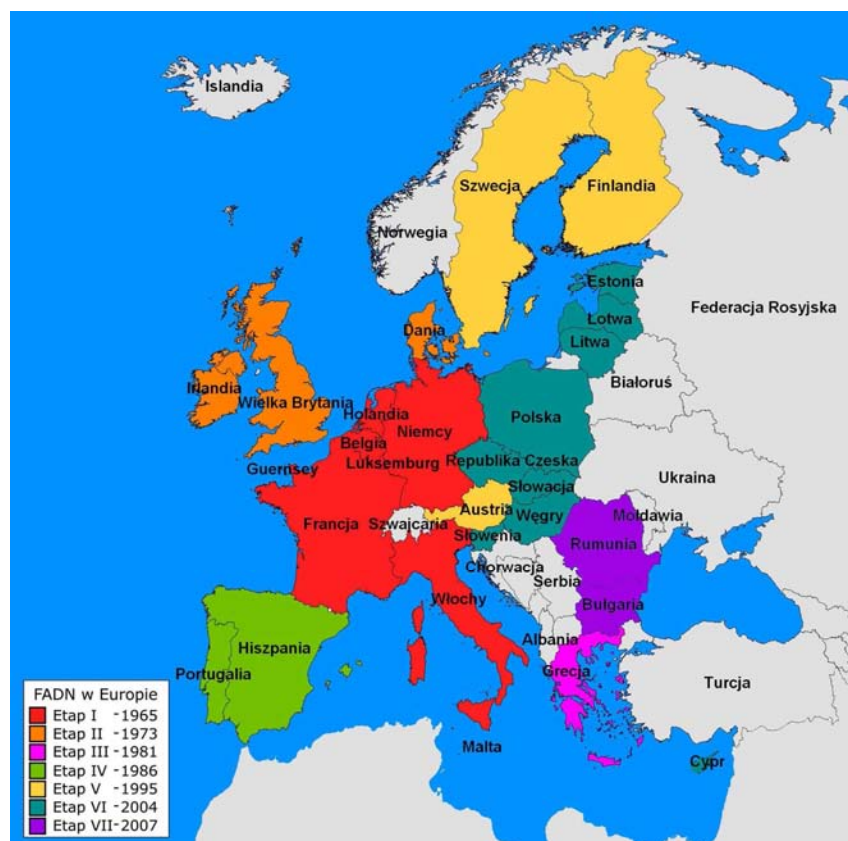 Islandia
Szwecja
Finlandia
Norwegia
Estonia
Federacja Rosyjska
Łotwa
Dania
Litwa
Białoruś
Irlandia
Wielka Brytania
Holandia
Niemcy
Polska
Belgia
Guernsey
Luksemburg
Republika Czeska
Ukraina
Słowacja
Francja
Szwajcaria
Austria
Węgry
Mołdawia
Słowenia
Rumunia
Chorwacja
Serbia
Włochy
Bułgaria
Hiszpania
Albania
Portugalia
Grecja
Turcja
Malta
Cypr
FADN w Europie
Etap I -1965
Etap II -1973
Etap III -1981
Etap IV -1986
Etap V -1995
Etap VI -2004
Etap VII -2007